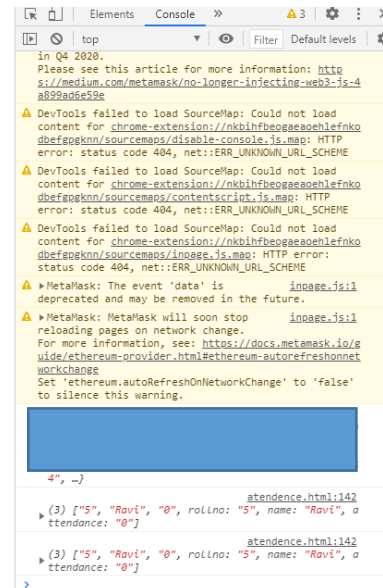 Elements Console » 3
top Filter Default levels
in Q4 2020.
Please see this article for more information: http
s://medium.com/metamask/no-longer-injecting-web3-js-4
a899ad6e59e
DevTools failed to load SourceMap: Could not load
content for chrome-extension://nkbihfbeogaeaoehlefnko
dbefgpgknn/sourcemaps/disable-console.js.map: HTTP
error: status code 404, net::ERR_UNKNOWN_URL_SCHEME
DevTools failed to load SourceMap: Could not load
content for chrome-extension://nkbihfbeogaeaoehlefnko
dbefgpgknn/sourcemaps/contentscript.js.map: HTTP
error: status code 404, net::ERR_UNKNOWN_URL_SCHEME
DevTools failed to load SourceMap: Could not load
content for chrome-extension://nkbihfbeogaeaoehlefnko
dbefgpgknn/sourcemaps/inpage.js.map: HTTP error:
status code 404, net::ERR_UNKNOWN_URL_SCHEME
▸MetaMask: The event 'data' is inpage.js:1
deprecated and may be removed in the future.
▸MetaMask: MetaMask will soon stop inpage.js:1
reloading pages on network change.
For more information, see: https://docs.metamask.io/g
uide/ethereum-provider.html#ethereum-autorefreshonnet
workchange
Set 'ethereum.autoRefreshOnNetworkChange' to 'false'
to silence this warning.
4", …}
atendence.html:142
▸(3) ["5", "Ravi", "0", rollno: "5", name: "Ravi", a
ttendance: "0"]
atendence.html:142
▸(3) ["5", "Ravi", "0", rollno: "5", name: "Ravi", a
ttendance: "0"]
>